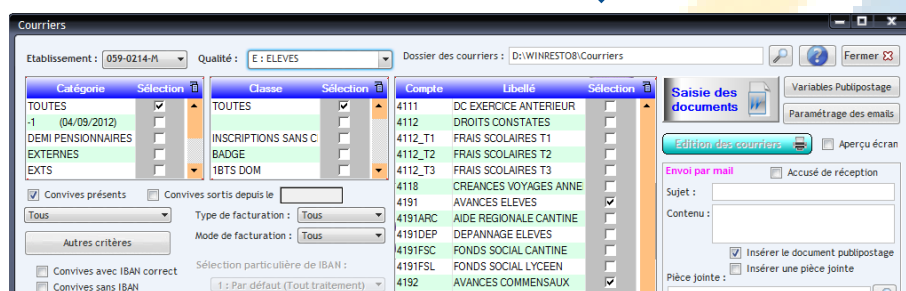 Courriers
Etablissement : 059-0214-M Qualité : E : ELEVES Dossier des courriers : D:\WINRESTO8\Courriers Fermer
Catégorie Sélection
TOUTES
-1 (04/09/2012)
DEMI PENSIONNAIRES
EXTERNES
EXTS
Classe Sélection
TOUTES
INSCRIPTIONS SANS C
BADGE
1BTS DOM
Convives présents Convives sortis depuis le
Tous Type de facturation : Tous
Mode de facturation : Tous
Autres critères
Sélection particulière de IBAN :
Convives avec IBAN correct
1 : Par défaut (Tout traitement)
Convives sans IBAN
Compte Libellé Sélection
4111 DC EXERCICE ANTERIEUR
4112 DROITS CONSTATES
4112_T1 FRAIS SCOLAIRES T1
4112_T2 FRAIS SCOLAIRES T2
4112_T3 FRAIS SCOLAIRES T3
4118 CREANCES VOYAGES ANNE
4191 AVANCES ELEVES
4191ARC AIDE REGIONALE CANTINE
4191DEP DEPANNAGE ELEVES
4191FSC FONDS SOCIAL CANTINE
4191FSL FONDS SOCIAL LYCEEN
4192 AVANCES COMMENSAUX
Saisie des
documents
Variables Publipostage
Paramétrage des emails
Edition des courriers Aperçu écran
Envoi par mail Accusé de réception
Sujet :
Contenu :
Insérer le document publipostage
Insérer une pièce jointe
Pièce jointe :